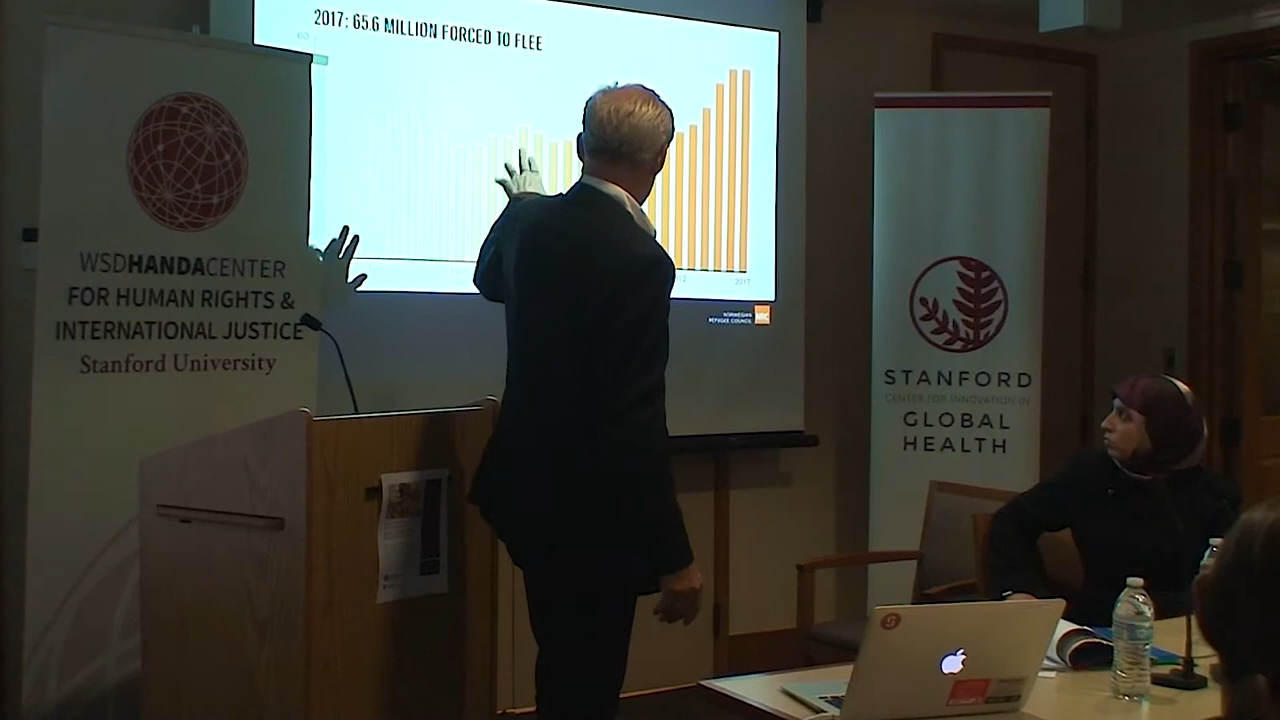 2017: 65.6 MILLION FORCED TO FLEE
60
2017
NORWEGIAN
REFUGEE COUNCIL
NRC
WSDHANDACENTER
FOR HUMAN RIGHTS &
INTERNATIONAL JUSTICE
Stanford University
STANFORD
CENTER FOR INNOVATION IN
GLOBAL
HEALTH